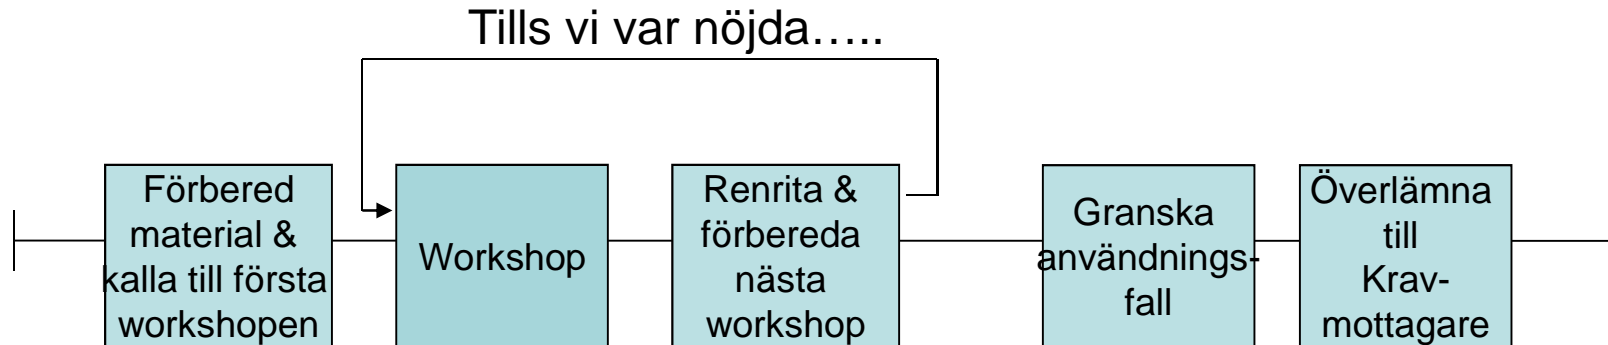 Tills vi var nöjda…..
Förbered
material &
kalla till första
workshopen
Workshop
Renrita &
förbereda
nästa
workshop
Granska
användnings-
fall
Överlämna
till
Krav-
mottagare